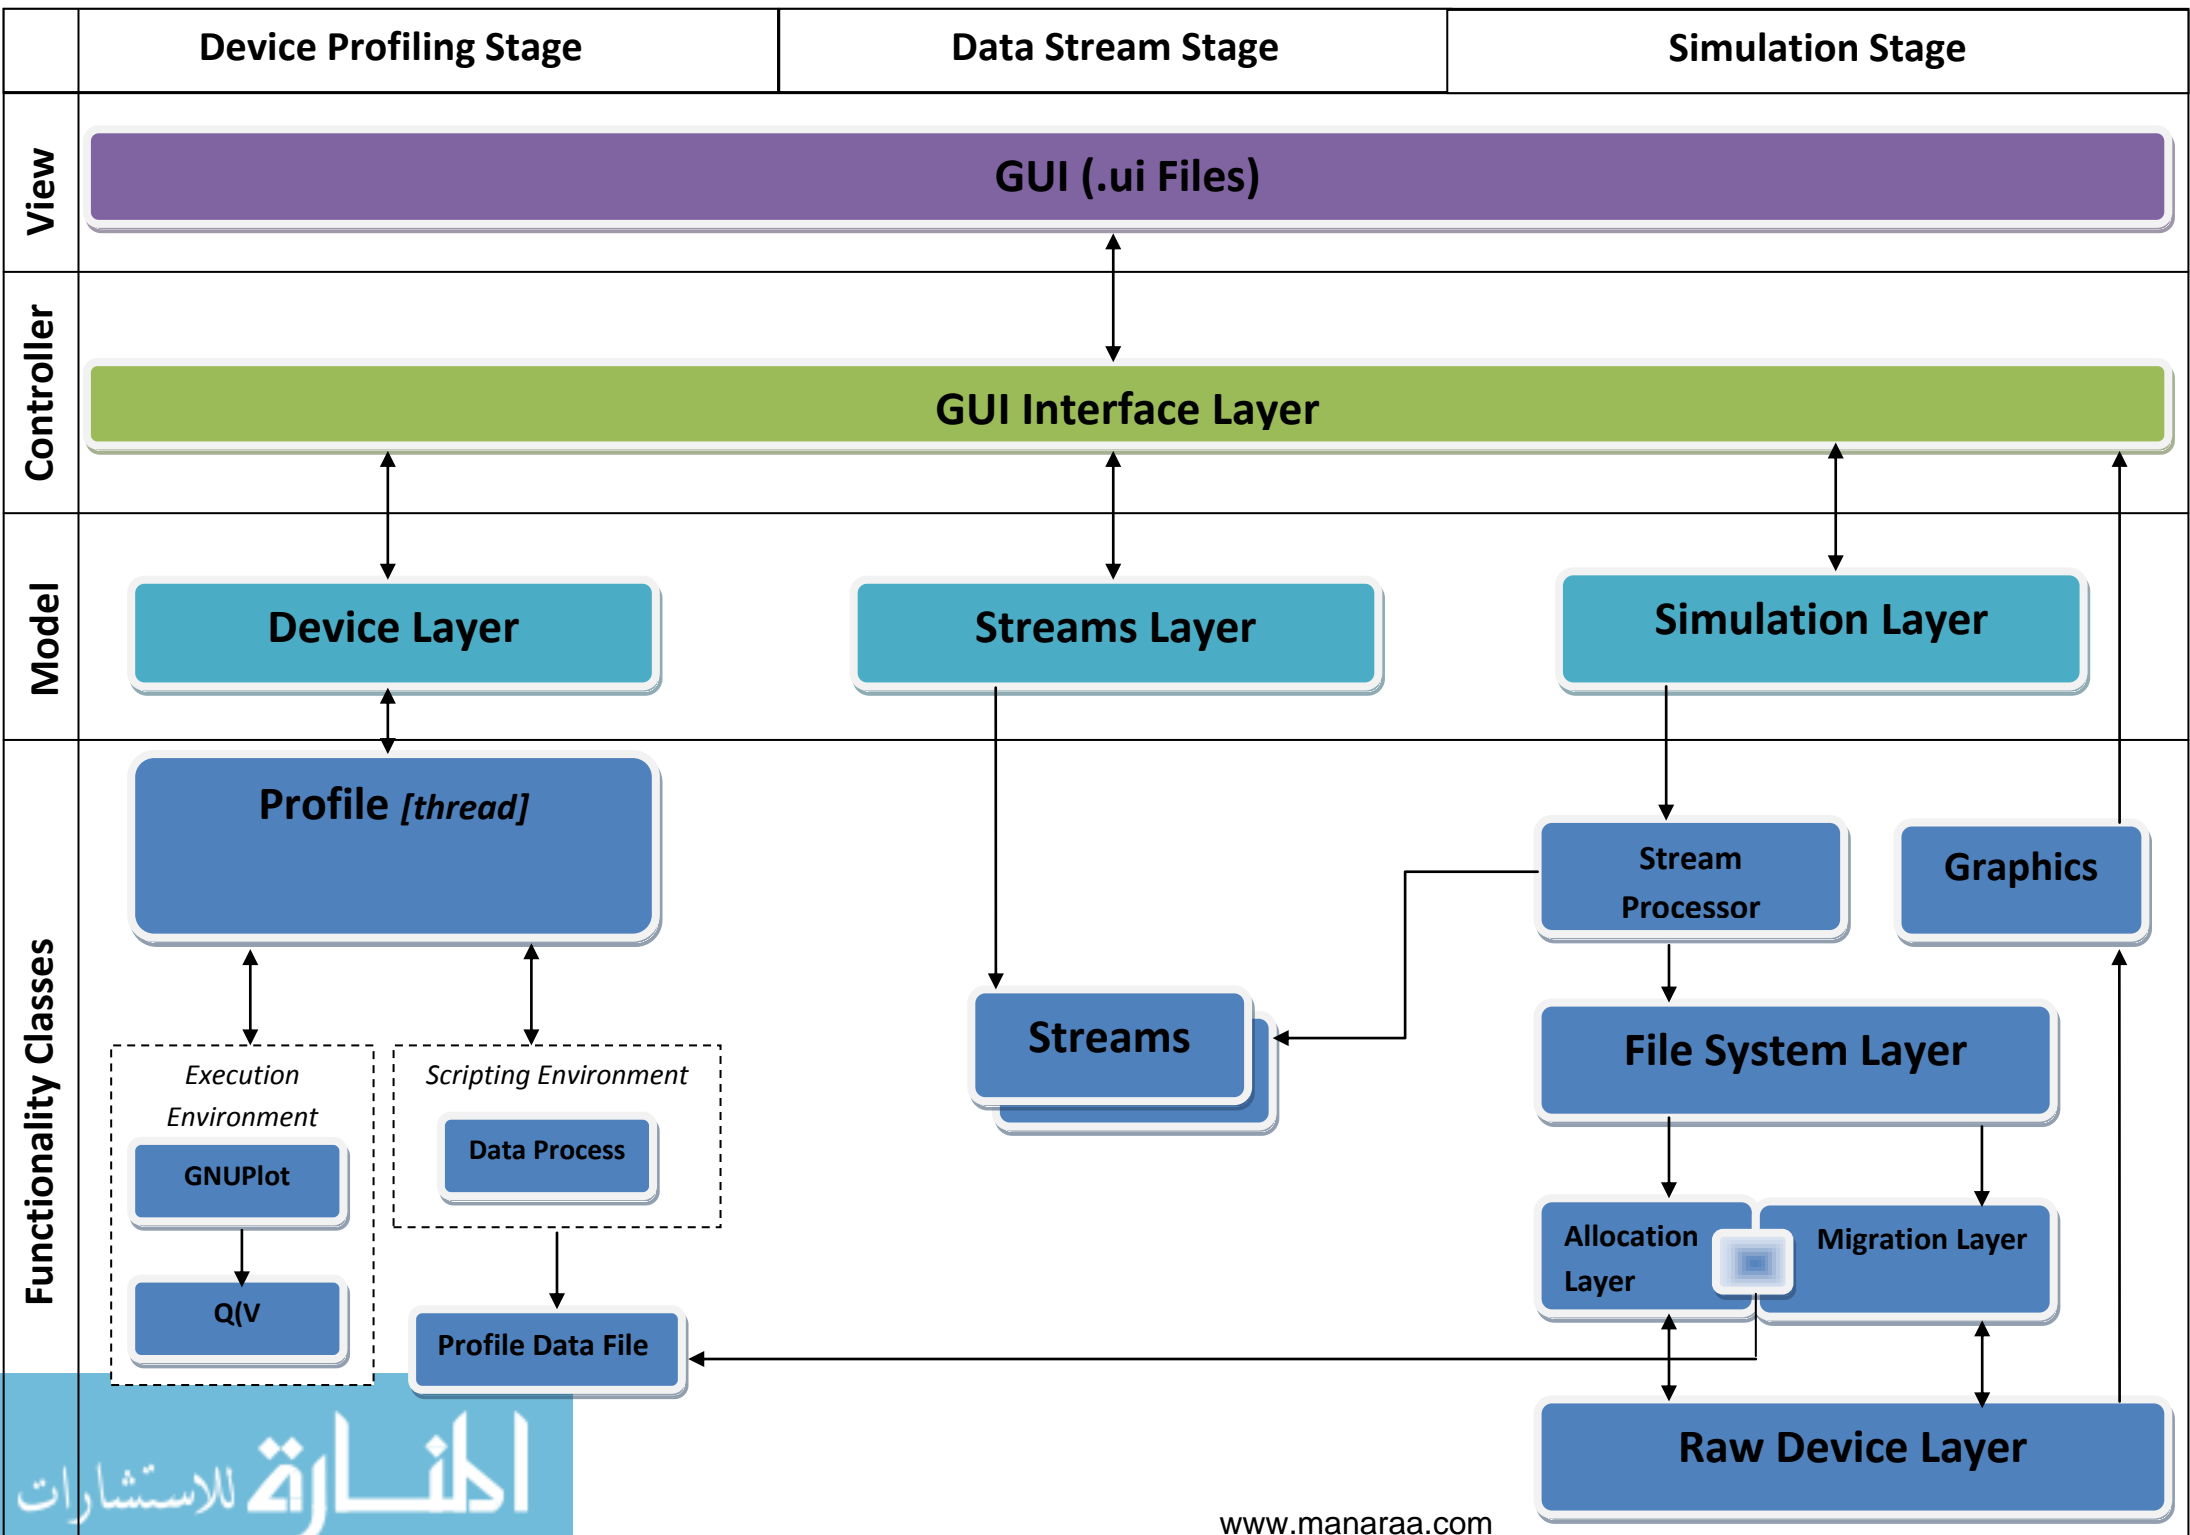 Device Profiling Stage
Data Stream Stage
Simulation Stage
View
GUI (.ui Files)
Controller
GUI Interface Layer
Model
Device Layer
Streams Layer
Simulation Layer
Functionality Classes
Profile [thread]
Stream
Processor
Graphics
Streams
File System Layer
Execution
Environment
GNUPlot
Q(V
Scripting Environment
Data Process
Profile Data File
Allocation
Layer
Migration Layer
Raw Device Layer
المنارة للاستشارات
www.manaraa.com